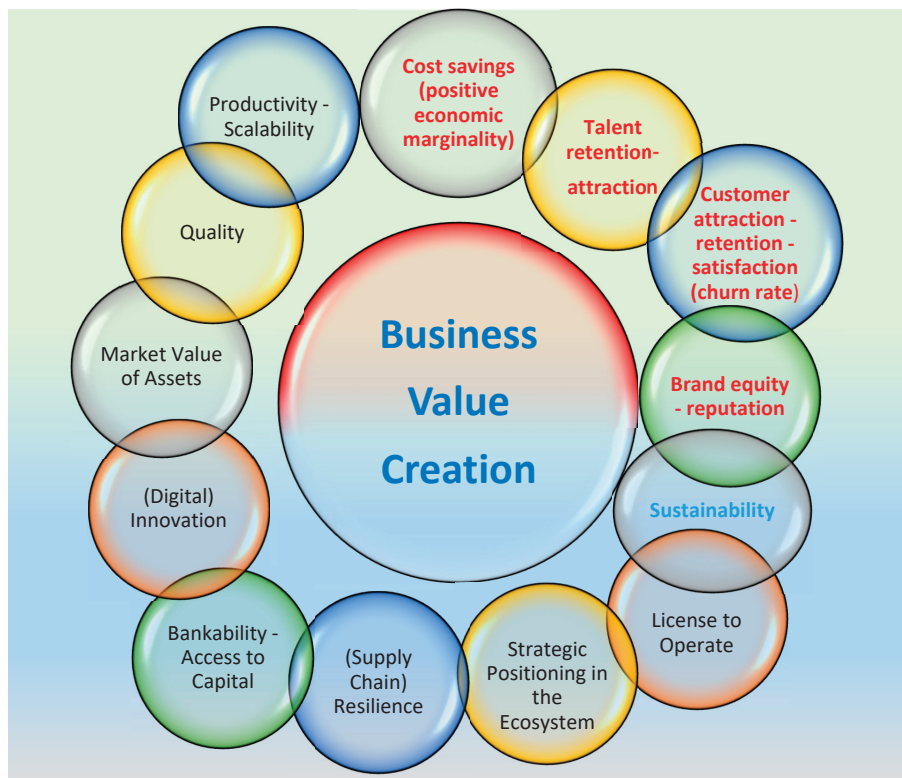 Cost savings
(positive
economic
marginality)
Talent
retention-
attraction
Customer
attraction -
retention -
satisfaction
(churn rate)
Brand equity
- reputation
Sustainability
License to
Operate
Strategic
Positioning in
the
Ecosystem
(Supply
Chain)
Resilience
Bankability -
Access to
Capital
(Digital)
Innovation
Market Value
of Assets
Quality
Productivity -
Scalability
Business
Value
Creation